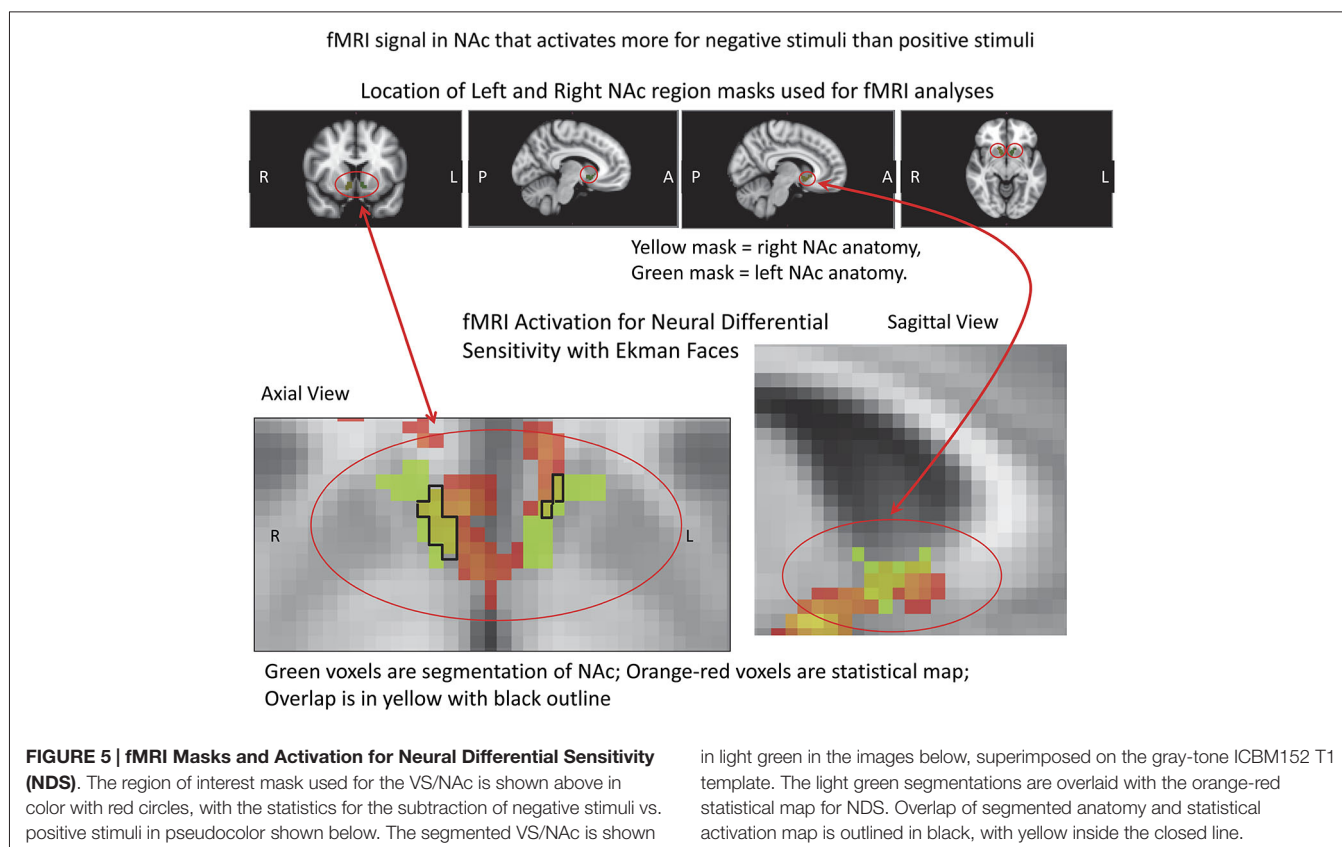 fMRI signal in NAc that activates more for negative stimuli than positive stimuli
Location of Left and Right NAc region masks used for fMRI analyses
R
L
P
A
P
A
R
L
Yellow mask = right NAc anatomy,
Green mask = left NAc anatomy.
fMRI Activation for Neural Differential
Sensitivity with Ekman Faces
Sagittal View
Axial View
R
L
Green voxels are segmentation of NAc; Orange-red voxels are statistical map;
Overlap is in yellow with black outline
FIGURE 5 | fMRI Masks and Activation for Neural Differential Sensitivity
(NDS). The region of interest mask used for the VS/NAc is shown above in
color with red circles, with the statistics for the subtraction of negative stimuli vs.
positive stimuli in pseudocolor shown below. The segmented VS/NAc is shown
in light green in the images below, superimposed on the gray-tone ICBM152 T1
template. The light green segmentations are overlaid with the orange-red
statistical map for NDS. Overlap of segmented anatomy and statistical
activation map is outlined in black, with yellow inside the closed line.